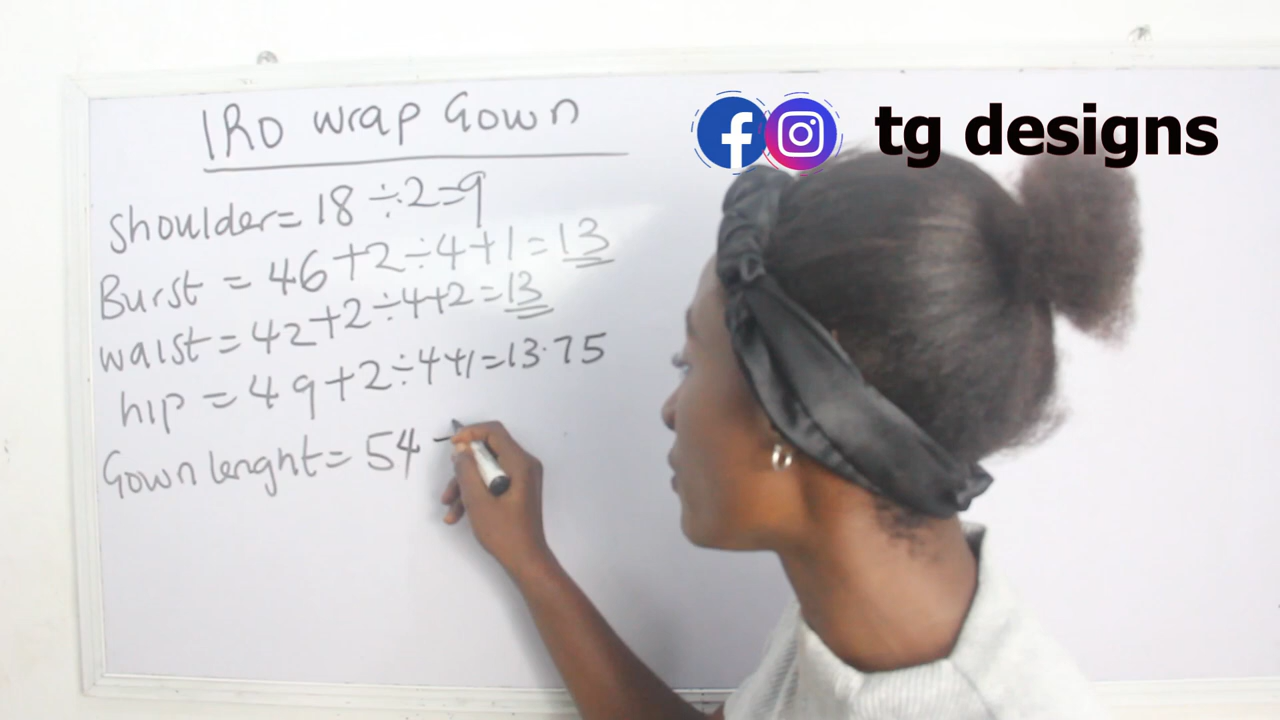 IRO wrap Gown
tg designs
Shoulder = 18 ÷ 2 = 9
Burst = 46 + 2 ÷ 4 + 1 = 13
waist = 42 + 2 ÷ 4 + 2 = 13
hip = 49 + 2 ÷ 4 + 1 = 13.75
Gown lenght = 54